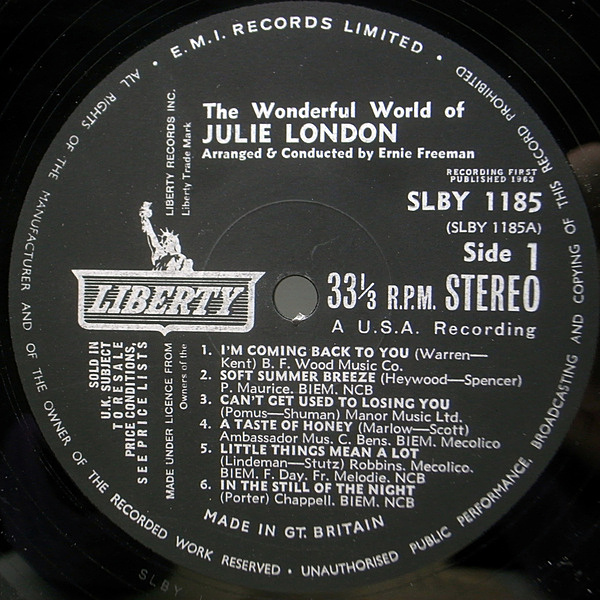 E.M.I. RECORDS LIMITED •
ALL RIGHTS OF THE MANUFACTURER AND OF THE OWNER OF THE RECORDED WORK RESERVED • UNAUTHORISED PUBLIC PERFORMANCE, BROADCASTING AND COPYING OF THIS RECORD PROHIBITED
The Wonderful World of
JULIE LONDON
Arranged & Conducted by Ernie Freeman
RECORDING FIRST
PUBLISHED 1963
SLBY 1185
(SLBY 1185A)
Side 1
33⅓ R.P.M. STEREO
A U.S.A. Recording
LIBERTY RECORDS INC.
Liberty Trade Mark
LIBERTY
SOLD IN
U.K. SUBJECT
TO RESALE
PRICE CONDITIONS,
SEE PRICE LISTS
MADE UNDER LICENCE FROM
Owners of the
1. I'M COMING BACK TO YOU (Warren—
Kent) B. F. Wood Music Co.
2. SOFT SUMMER BREEZE (Heywood—Spencer)
P. Maurice. BIEM. NCB
3. CAN'T GET USED TO LOSING YOU
(Pomus—Shuman) Manor Music Ltd.
4. A TASTE OF HONEY (Marlow—Scott)
Ambassador Mus. C. Bens. BIEM. Mecolico
5. LITTLE THINGS MEAN A LOT
(Lindeman—Stutz) Robbins. Mecolico.
BIEM. F. Day. Fr. Melodie. NCB
6. IN THE STILL OF THE NIGHT
(Porter) Chappell. BIEM. NCB
MADE IN GT. BRITAIN
SLBY